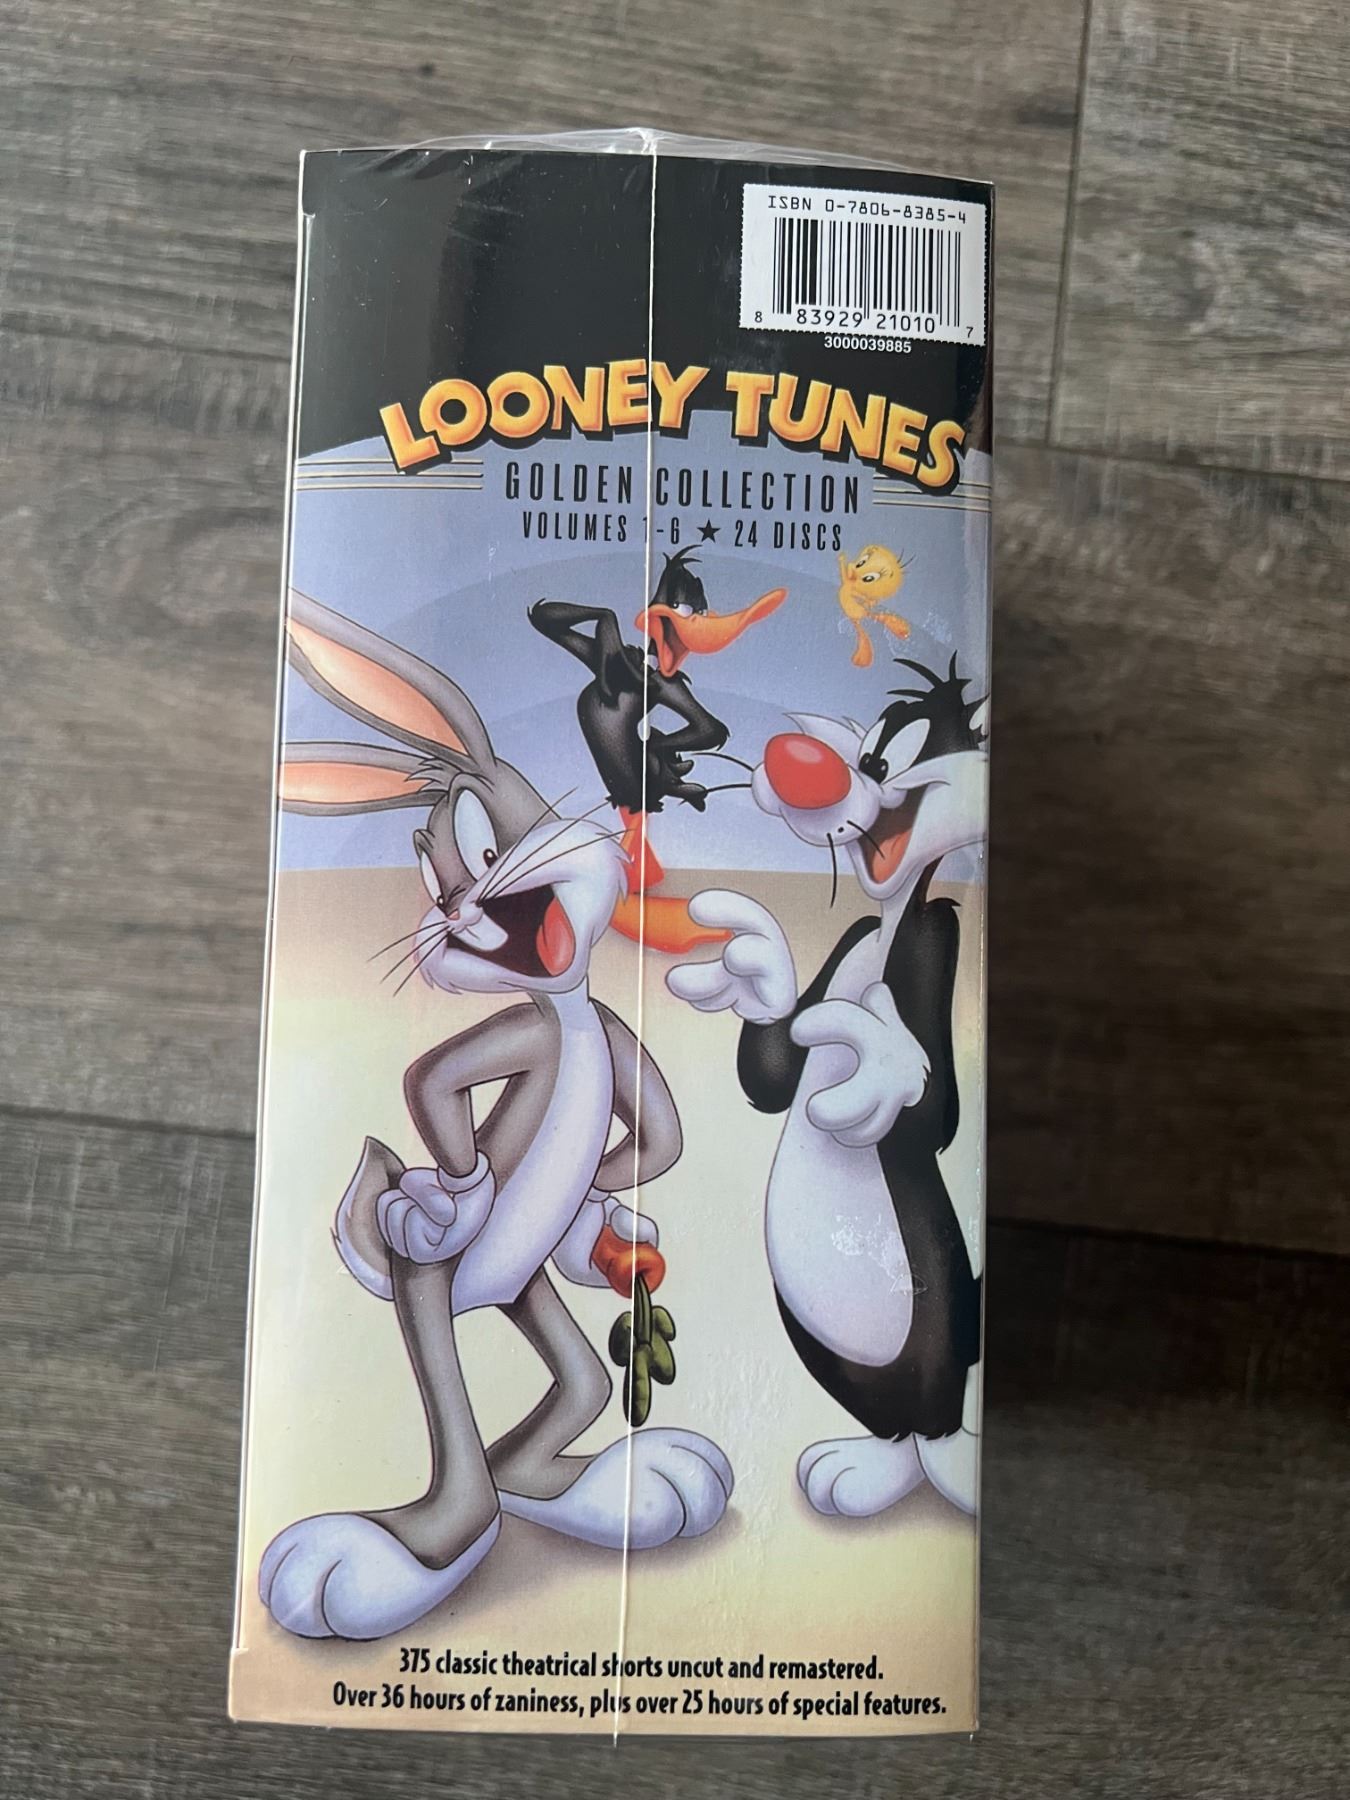 ISBN 0-7806-8385-4
8 83929 21010 7
3000039885
LOONEY TUNES
GOLDEN COLLECTION
VOLUMES 1-6 ★ 24 DISCS
375 classic theatrical shorts uncut and remastered.
Over 36 hours of zaniness, plus over 25 hours of special features.